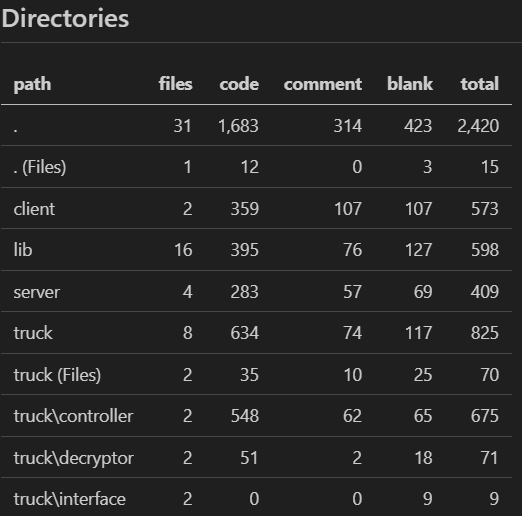 Directories
path files code comment blank total
. 31 1,683 314 423 2,420
. (Files) 1 12 0 3 15
client 2 359 107 107 573
lib 16 395 76 127 598
server 4 283 57 69 409
truck 8 634 74 117 825
truck (Files) 2 35 10 25 70
truck\controller 2 548 62 65 675
truck\decryptor 2 51 2 18 71
truck\interface 2 0 0 9 9